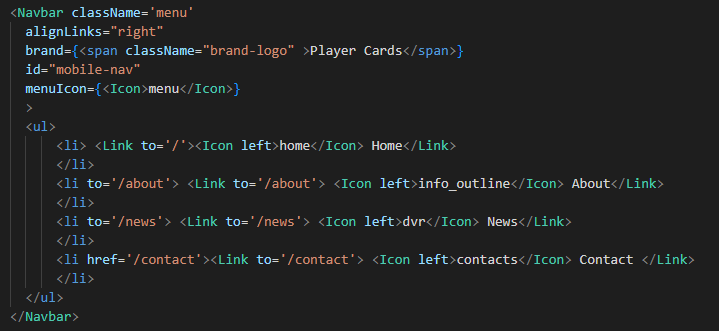 <Navbar className='menu'
alignLinks="right"
brand={<span className="brand-logo" >Player Cards</span>}
id="mobile-nav"
menuIcon={<Icon>menu</Icon>}
>
<ul>
<li> <Link to='/'><Icon left>home</Icon> Home</Link>
</li>
<li to='/about'> <Link to='/about'> <Icon left>info_outline</Icon> About</Link>
</li>
<li to='/news'> <Link to='/news'> <Icon left>dvr</Icon> News</Link>
</li>
<li href='/contact'><Link to='/contact'> <Icon left>contacts</Icon> Contact </Link>
</li>
</ul>
</Navbar>